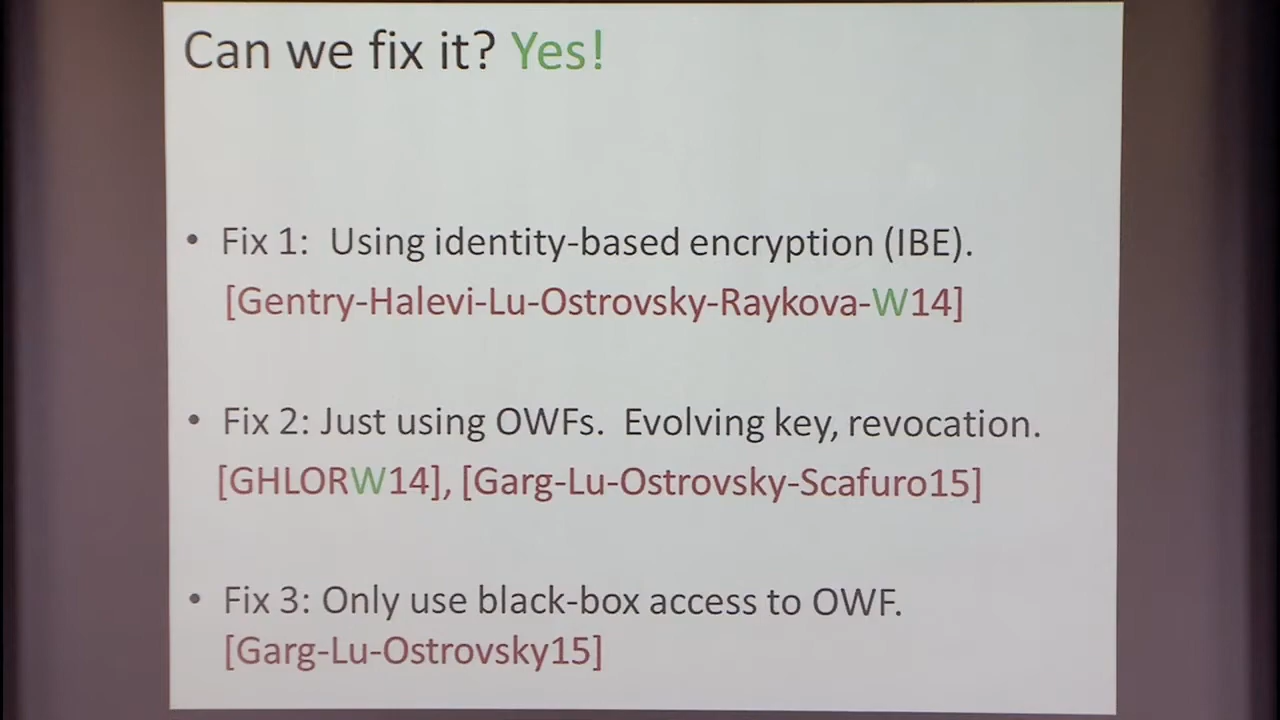 Can we fix it? Yes!
• Fix 1: Using identity-based encryption (IBE).
[Gentry-Halevi-Lu-Ostrovsky-Raykova-W14]
• Fix 2: Just using OWFs. Evolving key, revocation.
[GHLORW14], [Garg-Lu-Ostrovsky-Scafuro15]
• Fix 3: Only use black-box access to OWF.
[Garg-Lu-Ostrovsky15]